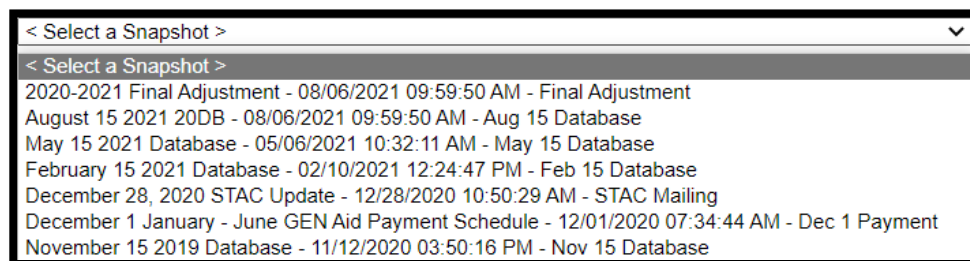 < Select a Snapshot >
< Select a Snapshot >
2020-2021 Final Adjustment - 08/06/2021 09:59:50 AM - Final Adjustment
August 15 2021 20DB - 08/06/2021 09:59:50 AM - Aug 15 Database
May 15 2021 Database - 05/06/2021 10:32:11 AM - May 15 Database
February 15 2021 Database - 02/10/2021 12:24:47 PM - Feb 15 Database
December 28, 2020 STAC Update - 12/28/2020 10:50:29 AM - STAC Mailing
December 1 January - June GEN Aid Payment Schedule - 12/01/2020 07:34:44 AM - Dec 1 Payment
November 15 2019 Database - 11/12/2020 03:50:16 PM - Nov 15 Database